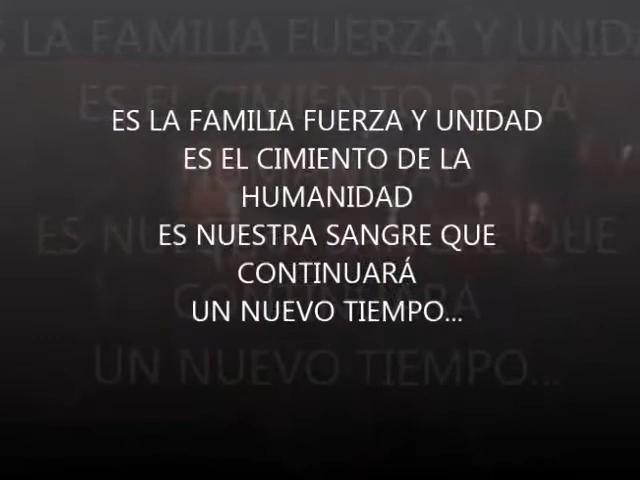 ES LA FAMILIA FUERZA Y UNIDAD
ES EL CIMIENTO DE LA
HUMANIDAD
ES NUESTRA SANGRE QUE
CONTINUARÁ
UN NUEVO TIEMPO...